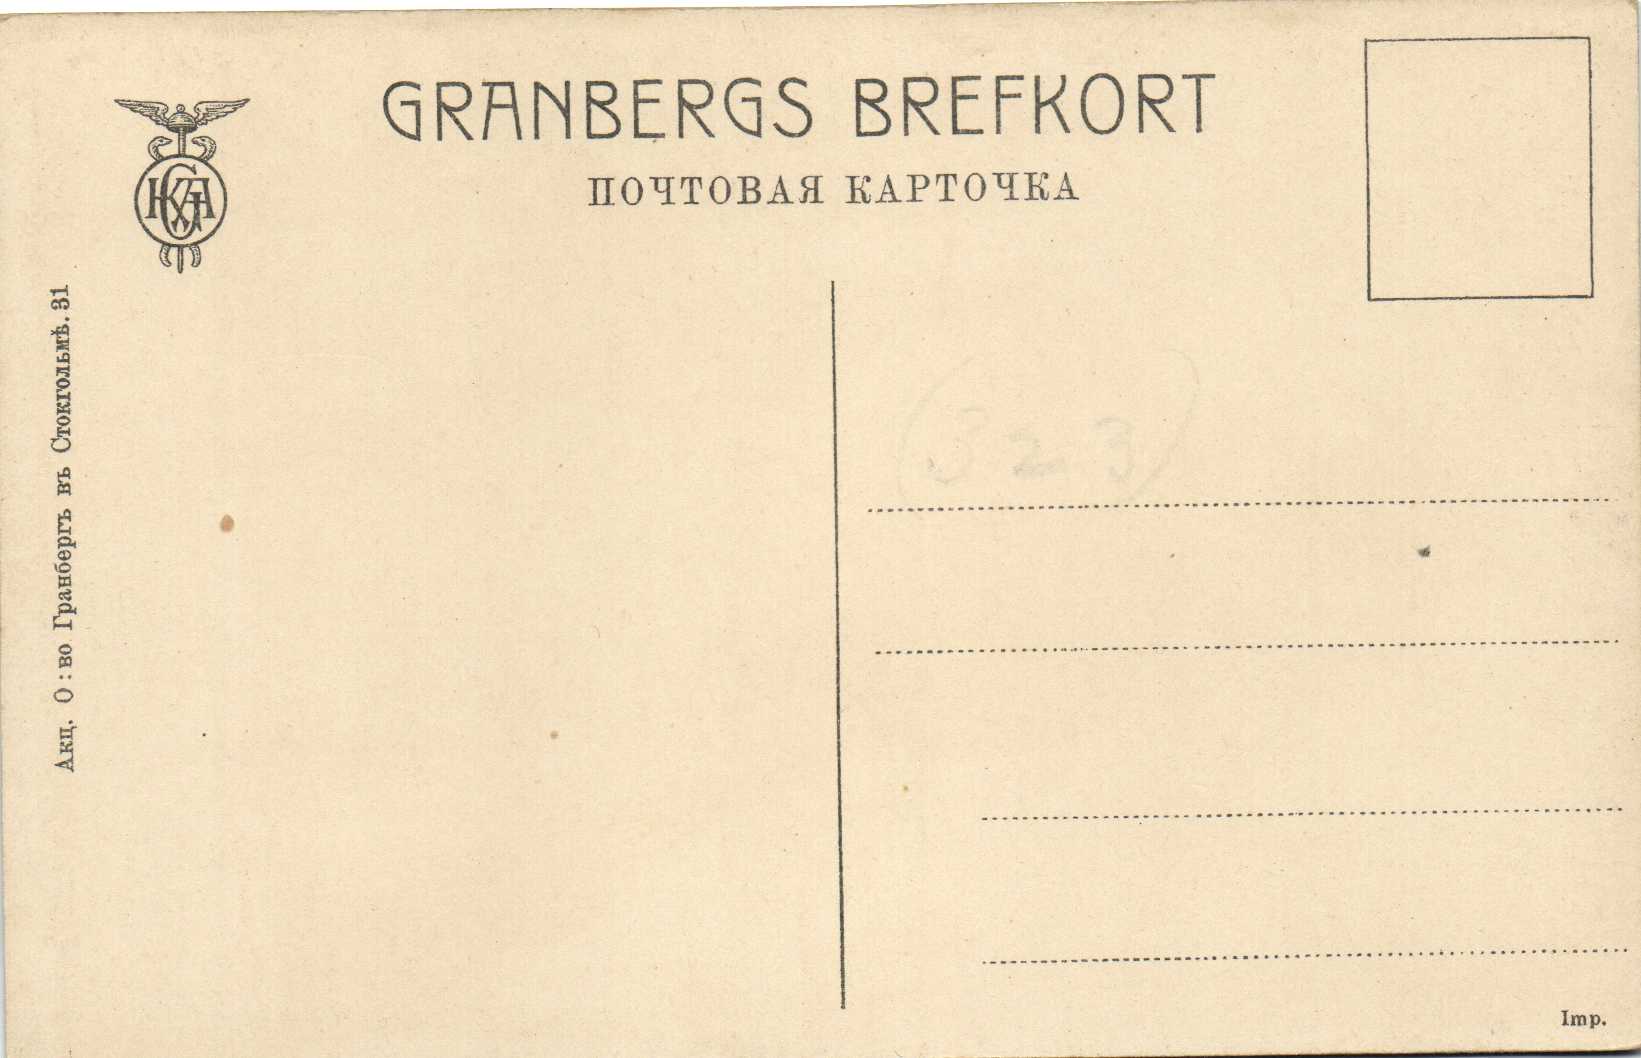 GRANBERGS BREFKORT
ПОЧТОВАЯ КАРТОЧКА
Акц. О:во Гранбергъ въ Стокгольмѣ. 31
(323)
Imp.